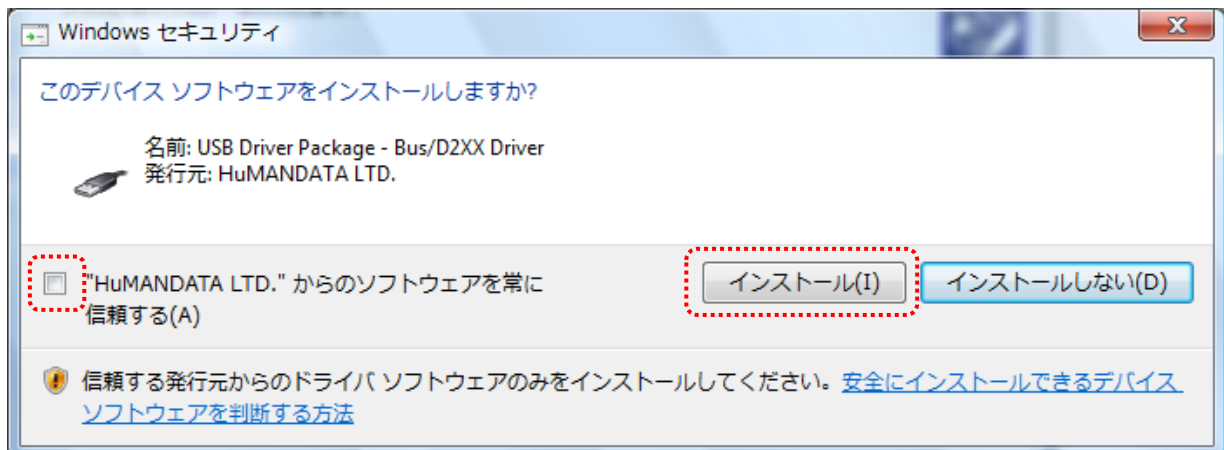 Windows セキュリティ
このデバイス ソフトウェアをインストールしますか?
名前: USB Driver Package - Bus/D2XX Driver
発行元: HuMANDATA LTD.
"HuMANDATA LTD." からのソフトウェアを常に
信頼する(A)
インストール(I)
インストールしない(D)
信頼する発行元からのドライバ ソフトウェアのみをインストールしてください。安全にインストールできるデバイス
ソフトウェアを判断する方法